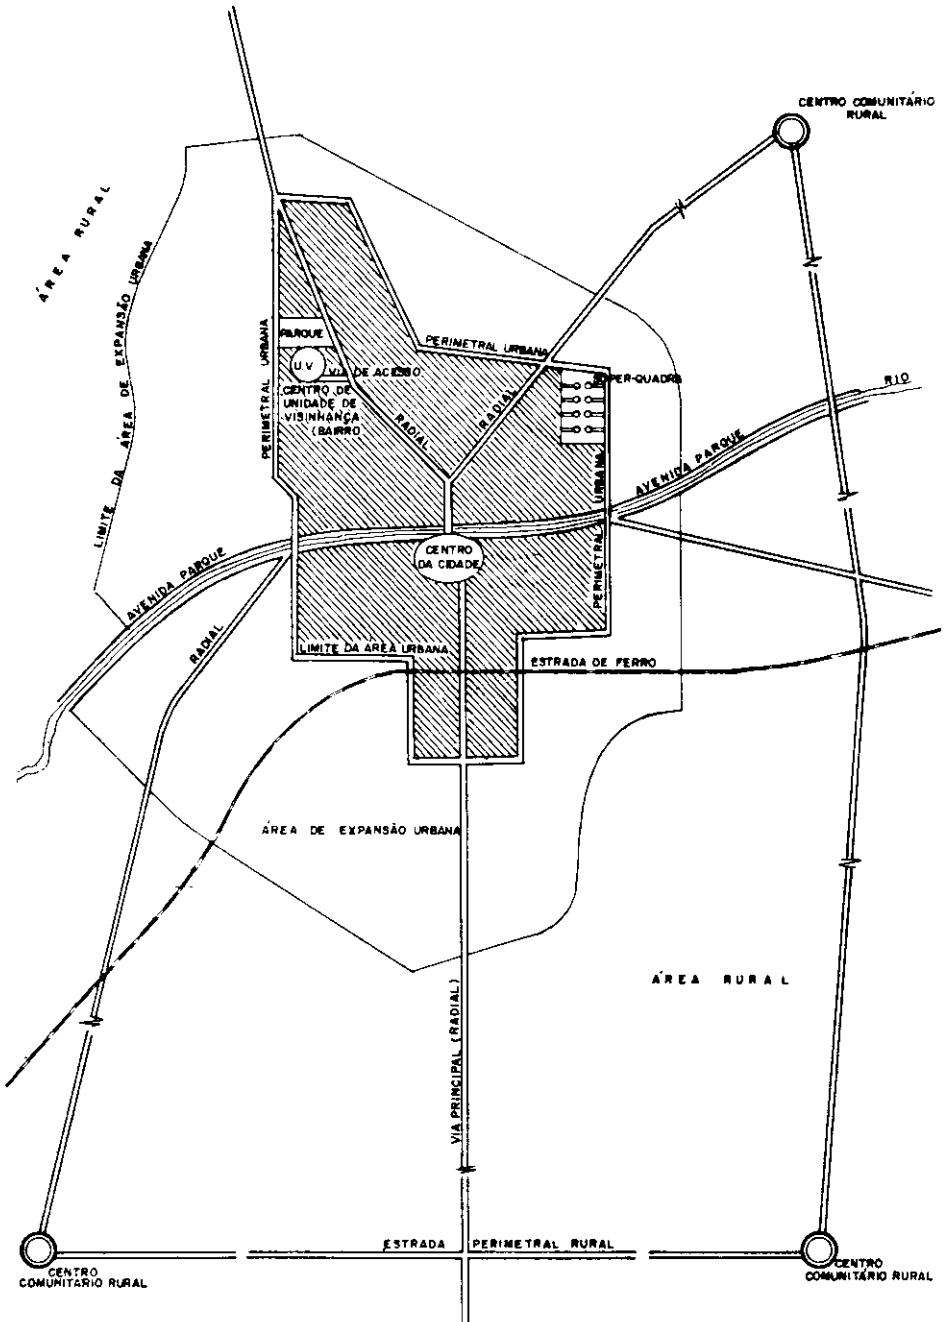 CENTRO COMUNITÁRIO
RURAL
ÁREA RURAL
LIMITE DA ÁREA DE EXPANSÃO URBANA
PERIMETRAL URBANA
PARQUE
U.V
VIA DE ACESSO
CENTRO DE
UNIDADE DE
VISINHANÇA
(BAIRRO
RADIAL
RADIAL
PERIMETRAL URBANA
SUPER-QUADRA
RIO
AVENIDA PARQUE
PERIMETRAL URBANA
CENTRO
DA CIDADE
AVENIDA PARQUE
RADIAL
LIMITE DA ÁREA URBANA
ESTRADA DE FERRO
ÁREA DE EXPANSÃO URBANA
ÁREA RURAL
VIA PRINCIPAL (RADIAL)
ESTRADA PERIMETRAL RURAL
CENTRO
COMUNITÁRIO RURAL
CENTRO
COMUNITÁRIO RURAL